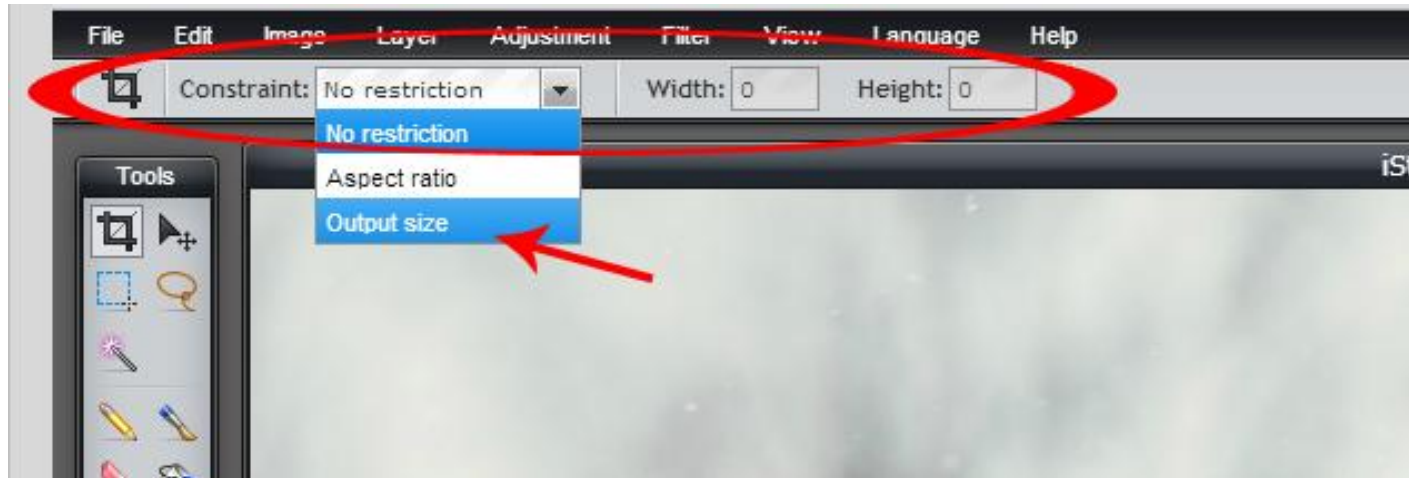 File Edit Image Layer Adjustment Filter View Language Help
Constraint: No restriction Width: 0 Height: 0
No restriction
Aspect ratio
Output size
Tools
iSt